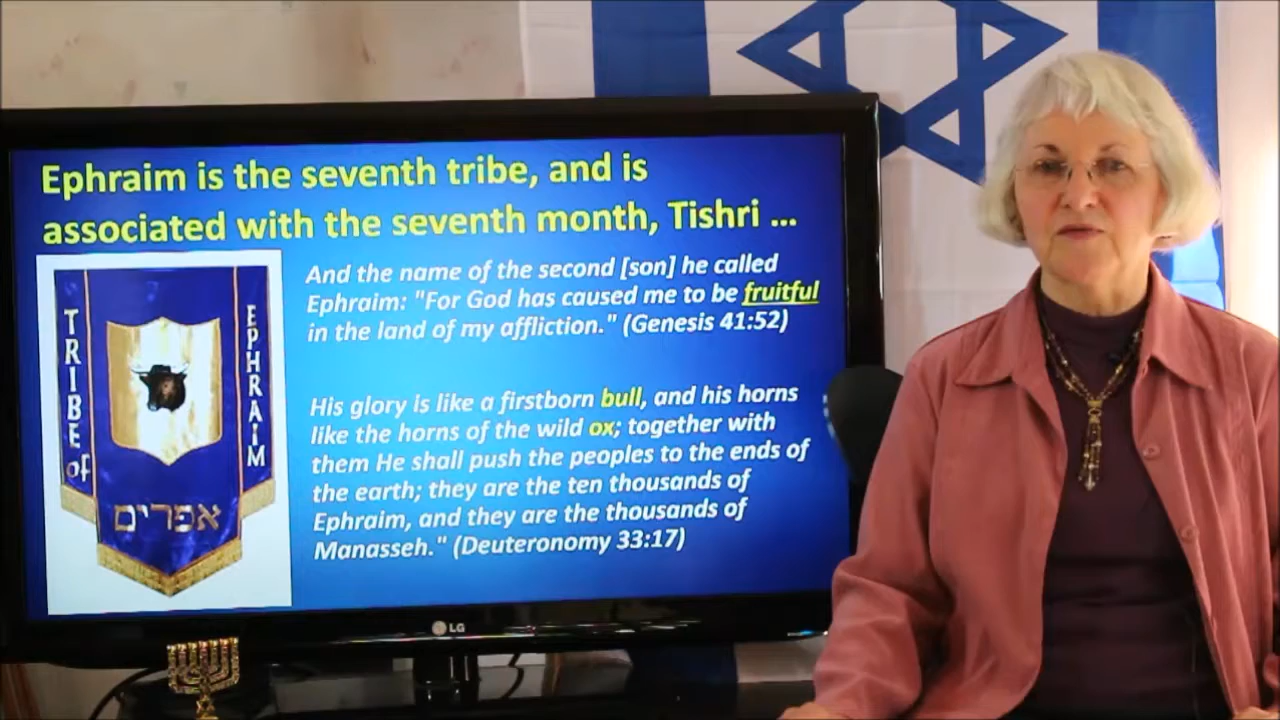 Ephraim is the seventh tribe, and is
associated with the seventh month, Tishri ...
TRIBE of
EPHRAIM
אפרים
And the name of the second [son] he called
Ephraim: "For God has caused me to be fruitful
in the land of my affliction." (Genesis 41:52)
His glory is like a firstborn bull, and his horns
like the horns of the wild ox; together with
them He shall push the peoples to the ends of
the earth; they are the ten thousands of
Ephraim, and they are the thousands of
Manasseh." (Deuteronomy 33:17)
LG